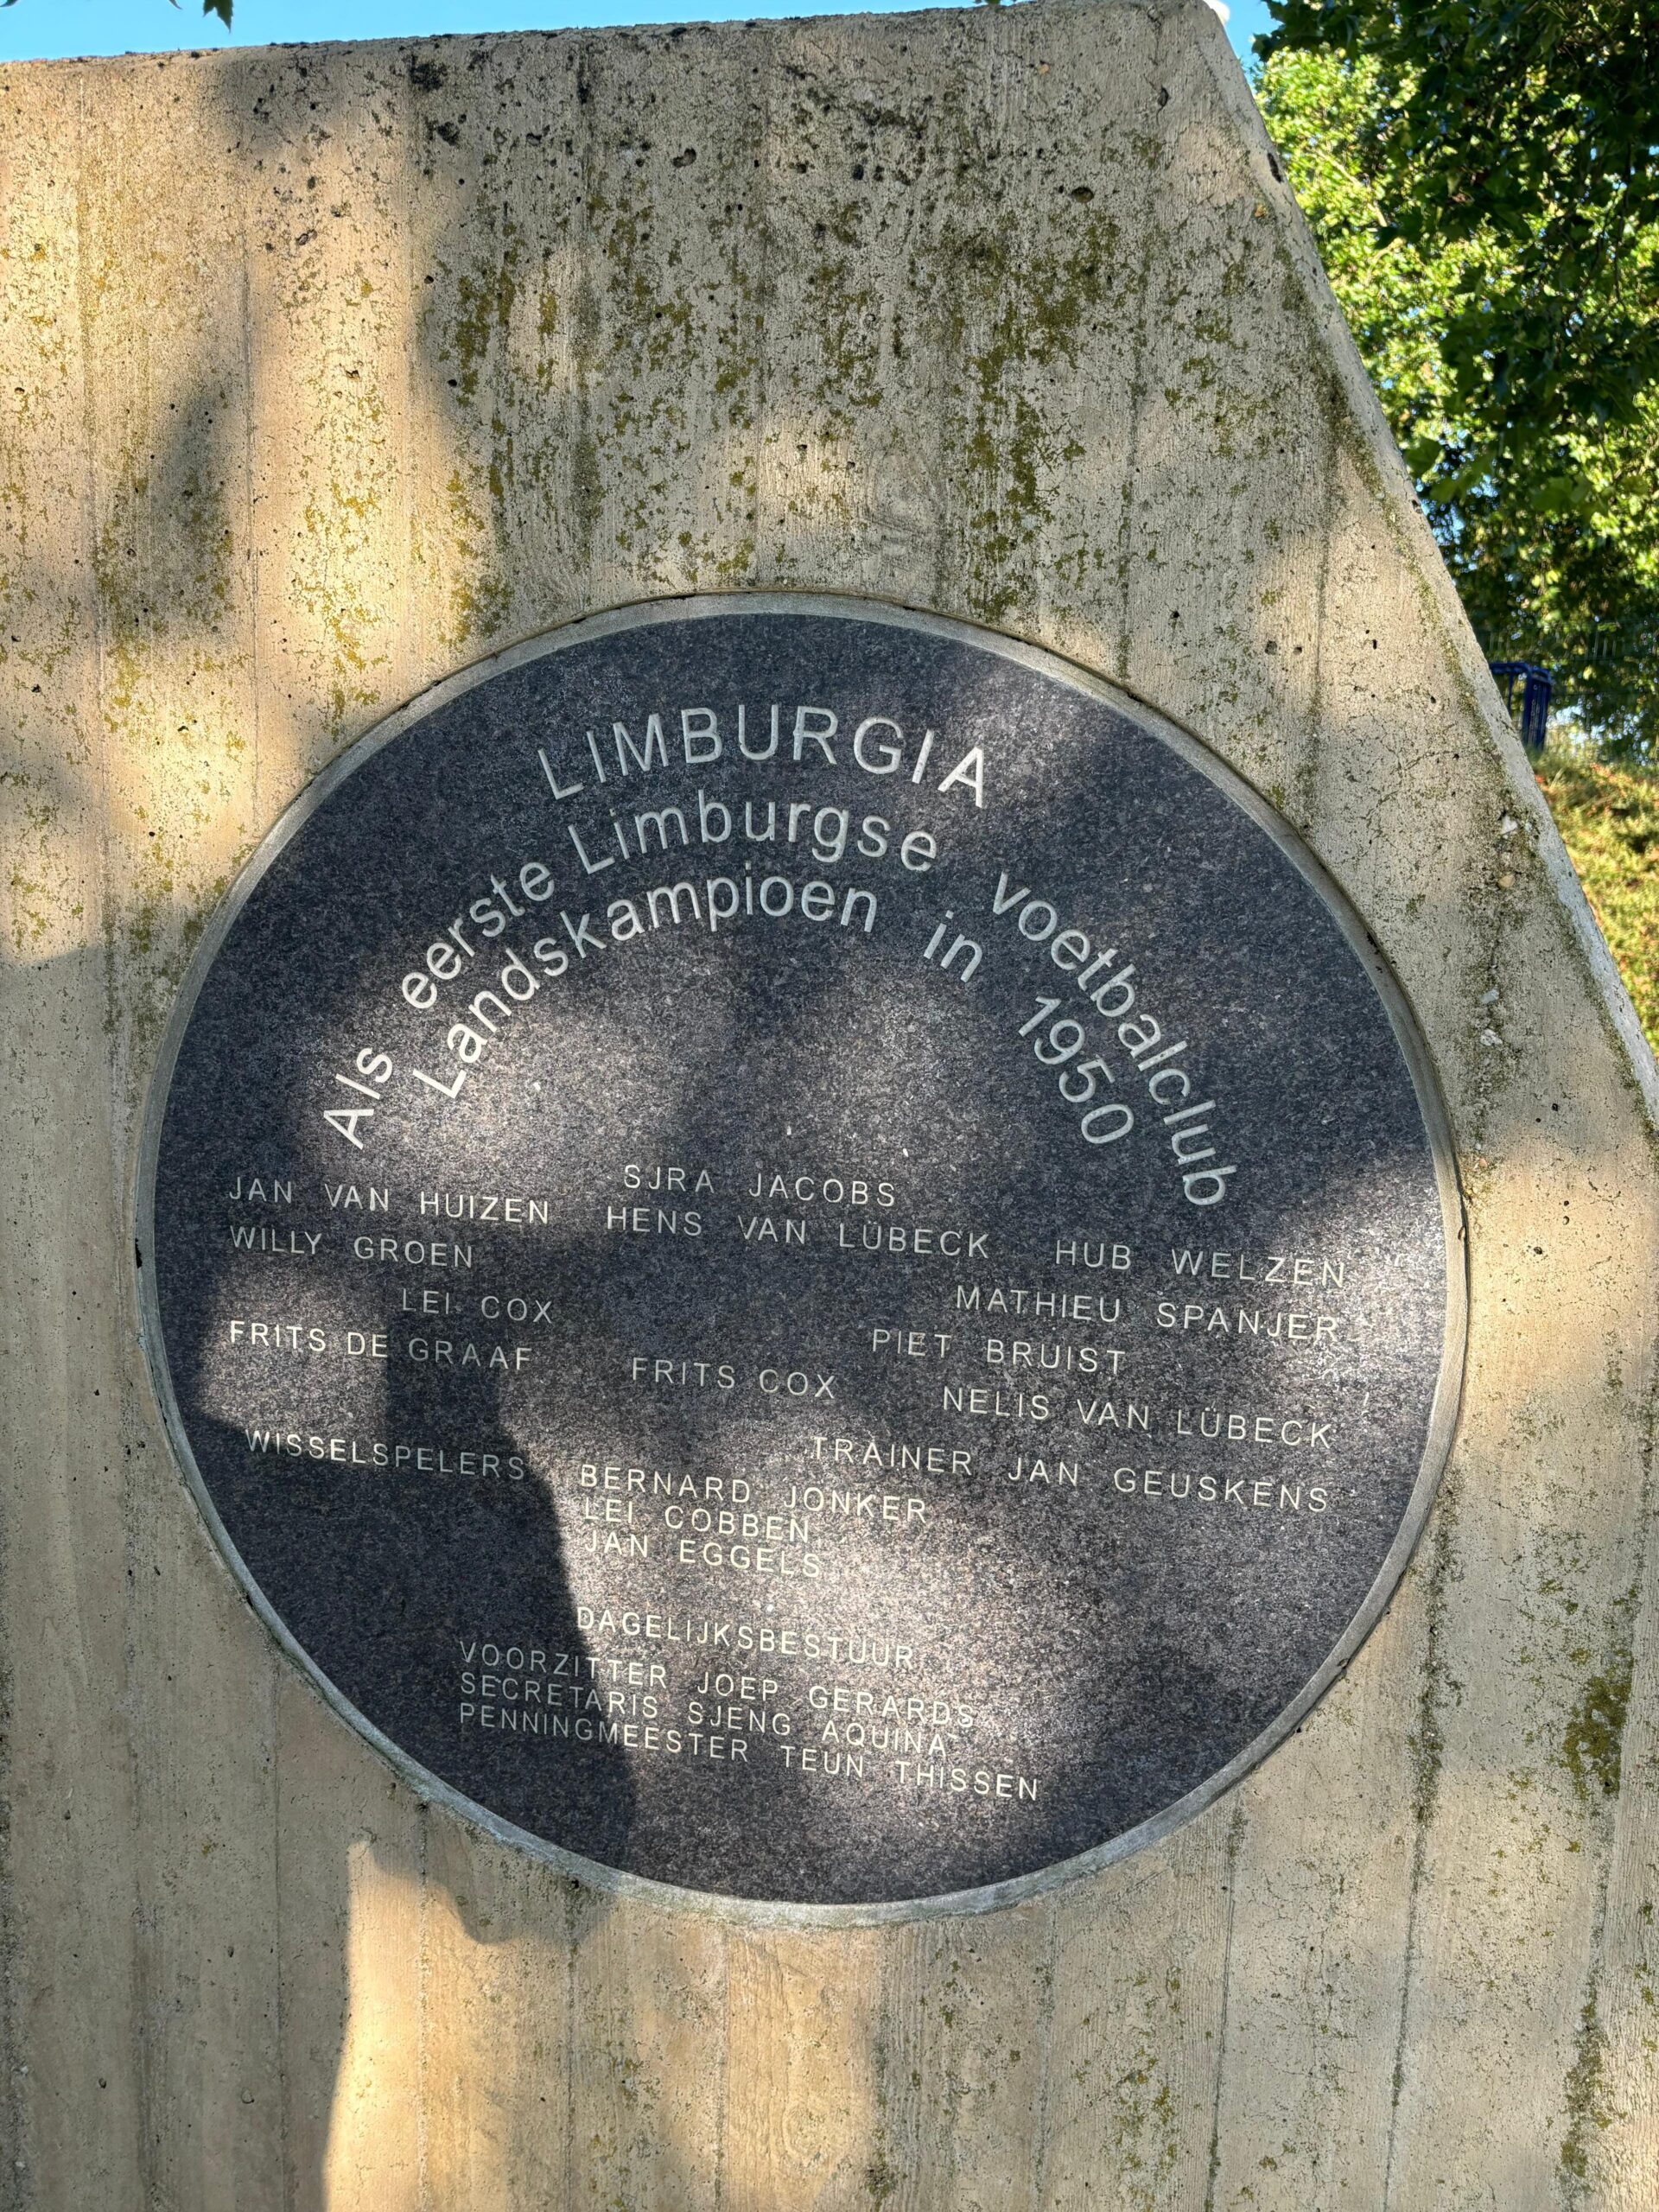 LIMBURGIA
Als eerste Limburgse voetbalclub
Landskampioen in 1950
SJRA JACOBS
JAN VAN HUIZEN HENS VAN LÜBECK HUB WELZEN
WILLY GROEN MATHIEU SPANJER
LEI COX PIET BRUIST
FRITS DE GRAAF FRITS COX NELIS VAN LÜBECK
TRAINER JAN GEUSKENS
WISSELSPELERS BERNARD JONKER
LEI COBBEN
JAN EGGELS
DAGELIJKSBESTUUR
VOORZITTER JOEP GERARDS
SECRETARIS SJENG AQUINA
PENNINGMEESTER TEUN THISSEN